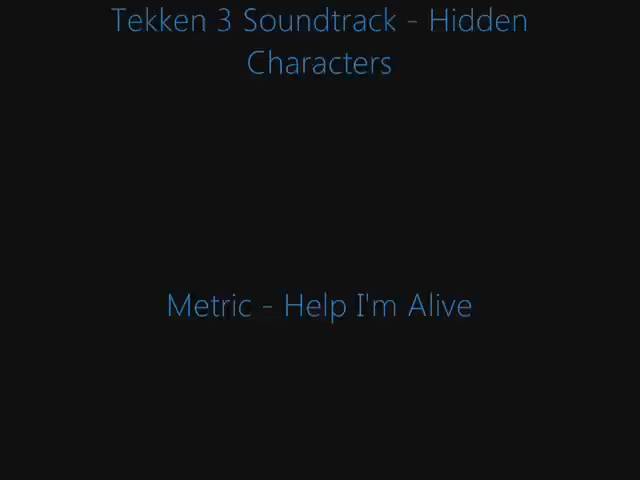 Tekken 3 Soundtrack - Hidden
Characters
Metric - Help I'm Alive